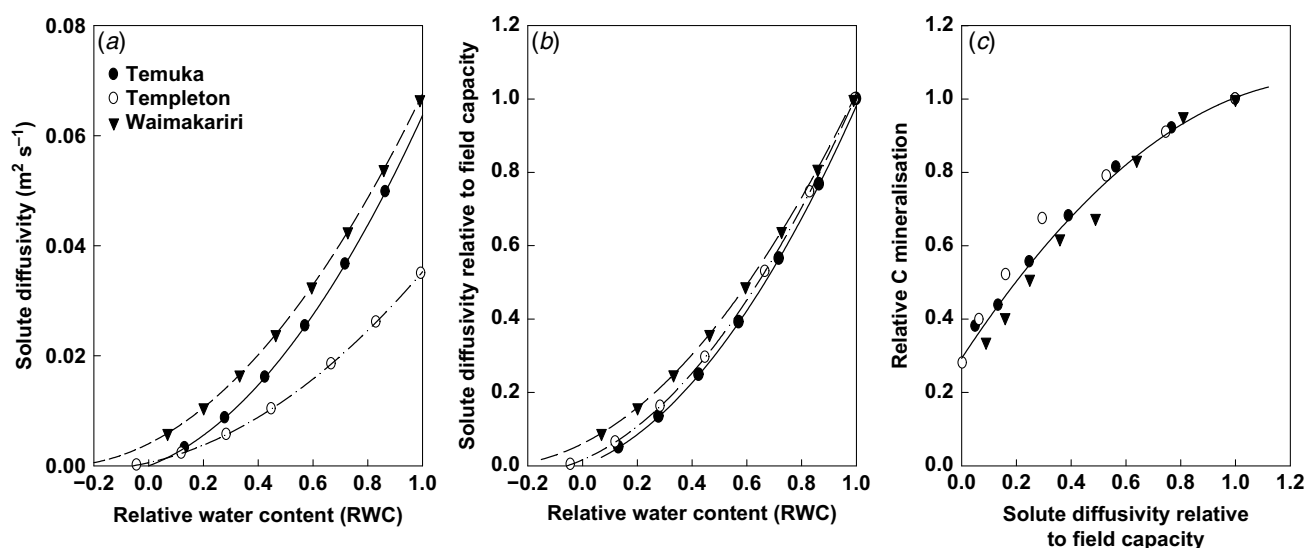 (a)
Temuka
Templeton
Waimakariri
0.08
0.06
0.04
0.02
0.00
Solute diffusivity (m² s⁻¹)
−0.2 0.0 0.2 0.4 0.6 0.8 1.0
Relative water content (RWC)
(b)
1.2
1.0
0.8
0.6
0.4
0.2
0.0
Solute diffusivity relative to field capacity
−0.2 0.0 0.2 0.4 0.6 0.8 1.0
Relative water content (RWC)
(c)
1.2
1.0
0.8
0.6
0.4
0.2
0.0
Relative C mineralisation
0.0 0.2 0.4 0.6 0.8 1.0 1.2
Solute diffusivity relative
to field capacity